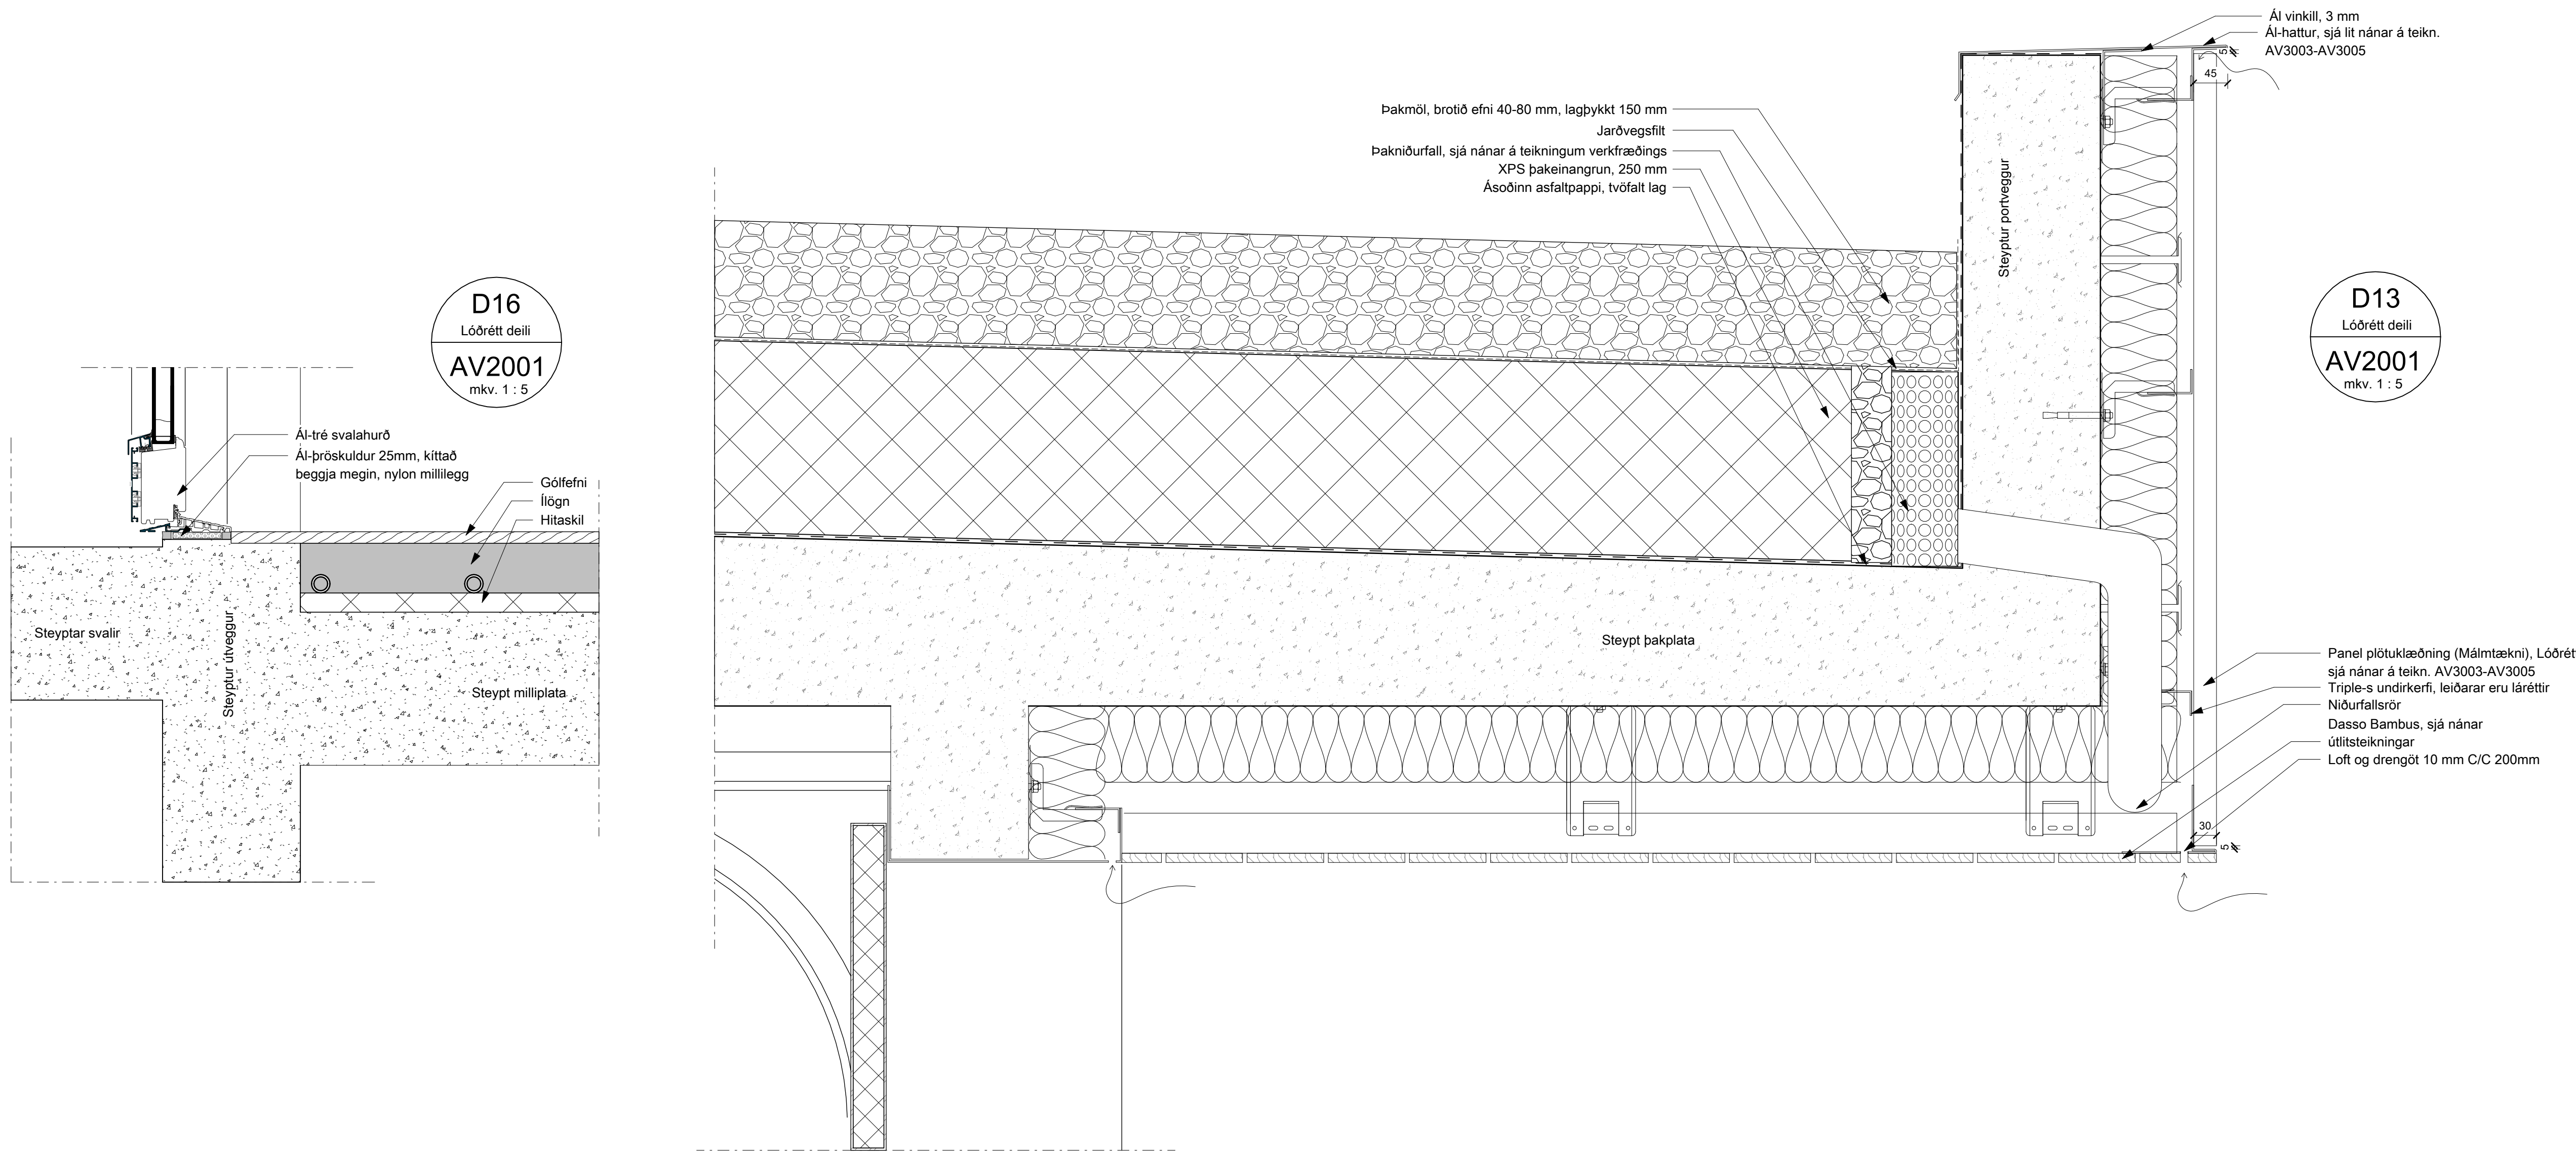 D16
Lóðrétt deili
AV2001
mkv. 1 : 5
Ál-tré svalahurð
Ál-þröskuldur 25mm, kíttað
beggja megin, nylon millilegg
Gólfefni
Ílögn
Hitaskil
Steyptar svalir
Steyptur útveggur
Steypt milliplata
Þakmöl, brotið efni 40-80 mm, lagþykkt 150 mm
Jarðvegsfilt
Þakniðurfall, sjá nánar á teikningum verkfræðings
XPS þakeinangrun, 250 mm
Ásoðinn asfaltpappi, tvöfalt lag
Steyptur portveggur
Steypt þakplata
Ál vinkill, 3 mm
Ál-hattur, sjá lit nánar á teikn.
AV3003-AV3005
5
45
D13
Lóðrétt deili
AV2001
mkv. 1 : 5
Panel plötuklæðning (Málmtækni), Lóðrét
sjá nánar á teikn. AV3003-AV3005
Triple-s undirkerfi, leiðarar eru láréttir
Niðurfallsrör
Dasso Bambus, sjá nánar
útlitsteikningar
Loft og drengöt 10 mm C/C 200mm
30
5